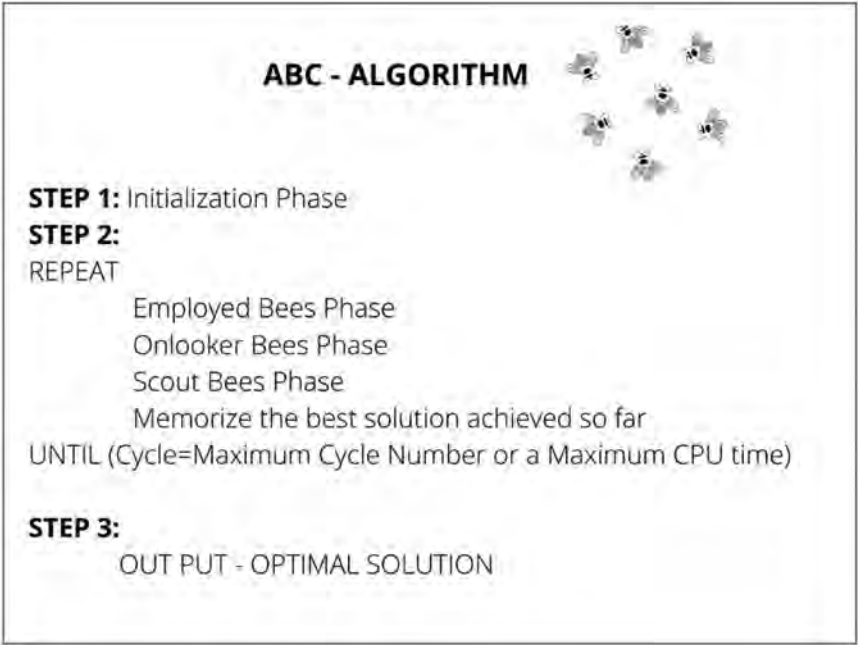 ABC - ALGORITHM
STEP 1: Initialization Phase
STEP 2:
REPEAT
Employed Bees Phase
Onlooker Bees Phase
Scout Bees Phase
Memorize the best solution achieved so far
UNTIL (Cycle=Maximum Cycle Number or a Maximum CPU time)
STEP 3:
OUT PUT - OPTIMAL SOLUTION